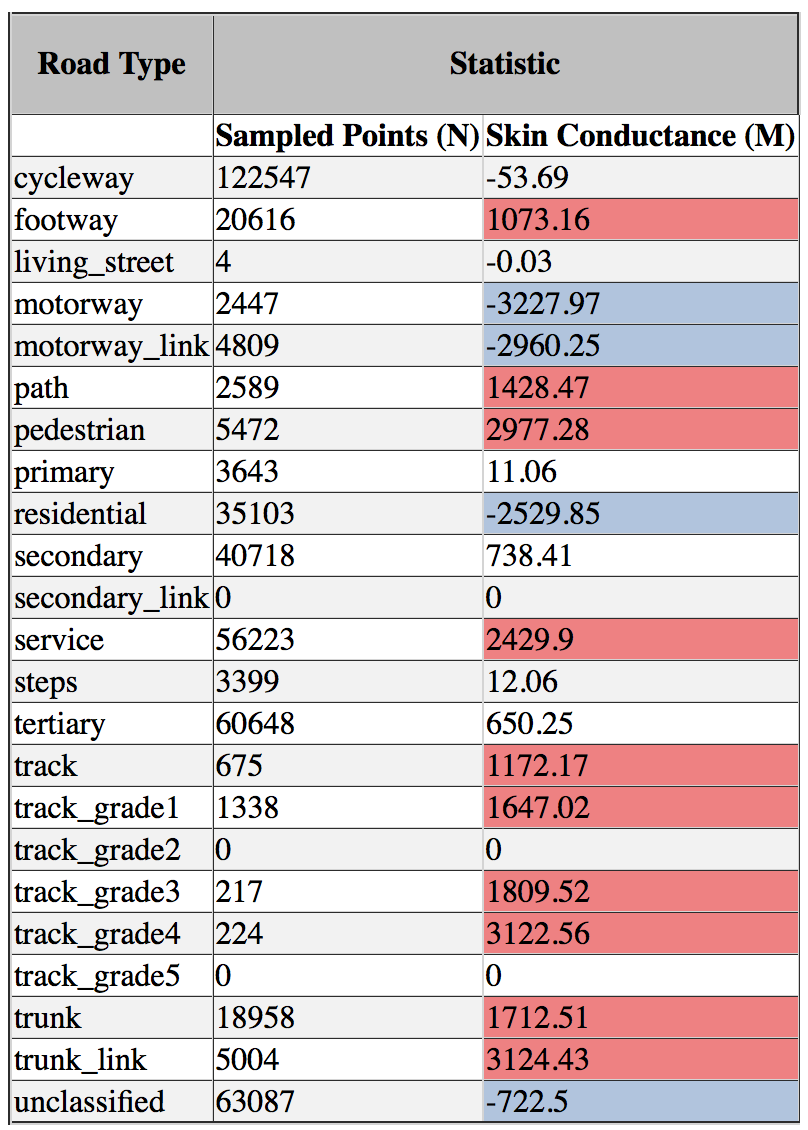 Road Type Statistic
Sampled Points (N) Skin Conductance (M)
cycleway 122547 -53.69
footway 20616 1073.16
living_street 4 -0.03
motorway 2447 -3227.97
motorway_link 4809 -2960.25
path 2589 1428.47
pedestrian 5472 2977.28
primary 3643 11.06
residential 35103 -2529.85
secondary 40718 738.41
secondary_link 0 0
service 56223 2429.9
steps 3399 12.06
tertiary 60648 650.25
track 675 1172.17
track_grade1 1338 1647.02
track_grade2 0 0
track_grade3 217 1809.52
track_grade4 224 3122.56
track_grade5 0 0
trunk 18958 1712.51
trunk_link 5004 3124.43
unclassified 63087 -722.5